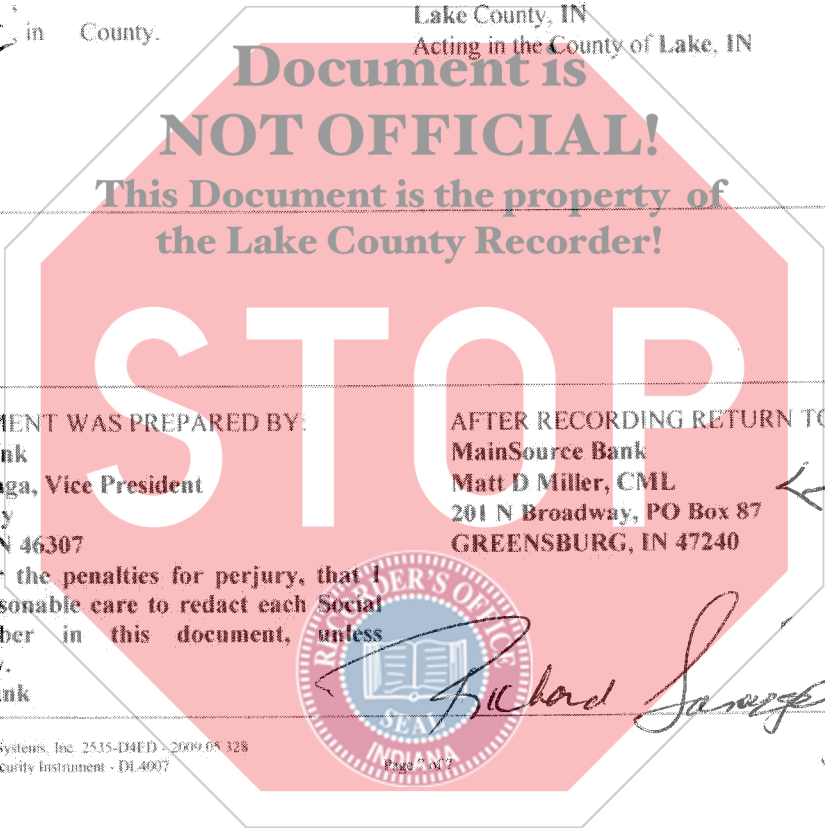 , in County.
Lake County, IN
Acting in the County of Lake, IN
Document is
NOT OFFICIAL!
This Document is the property of
the Lake County Recorder!
STOP
MENT WAS PREPARED BY:
nk
ga, Vice President
y
N 46307
r the penalties for perjury, that I
sonable care to redact each Social
ber in this document, unless
y.
nk
AFTER RECORDING RETURN TO
MainSource Bank
Matt D Miller, CML
201 N Broadway, PO Box 87
GREENSBURG, IN 47240
RECORDER'S OFFICE
SEAL
INDIANA
Richard
Systems, Inc. 2535-D4ED - 2009.05.328
curity Instrument - DL4007
Page 7 of 7